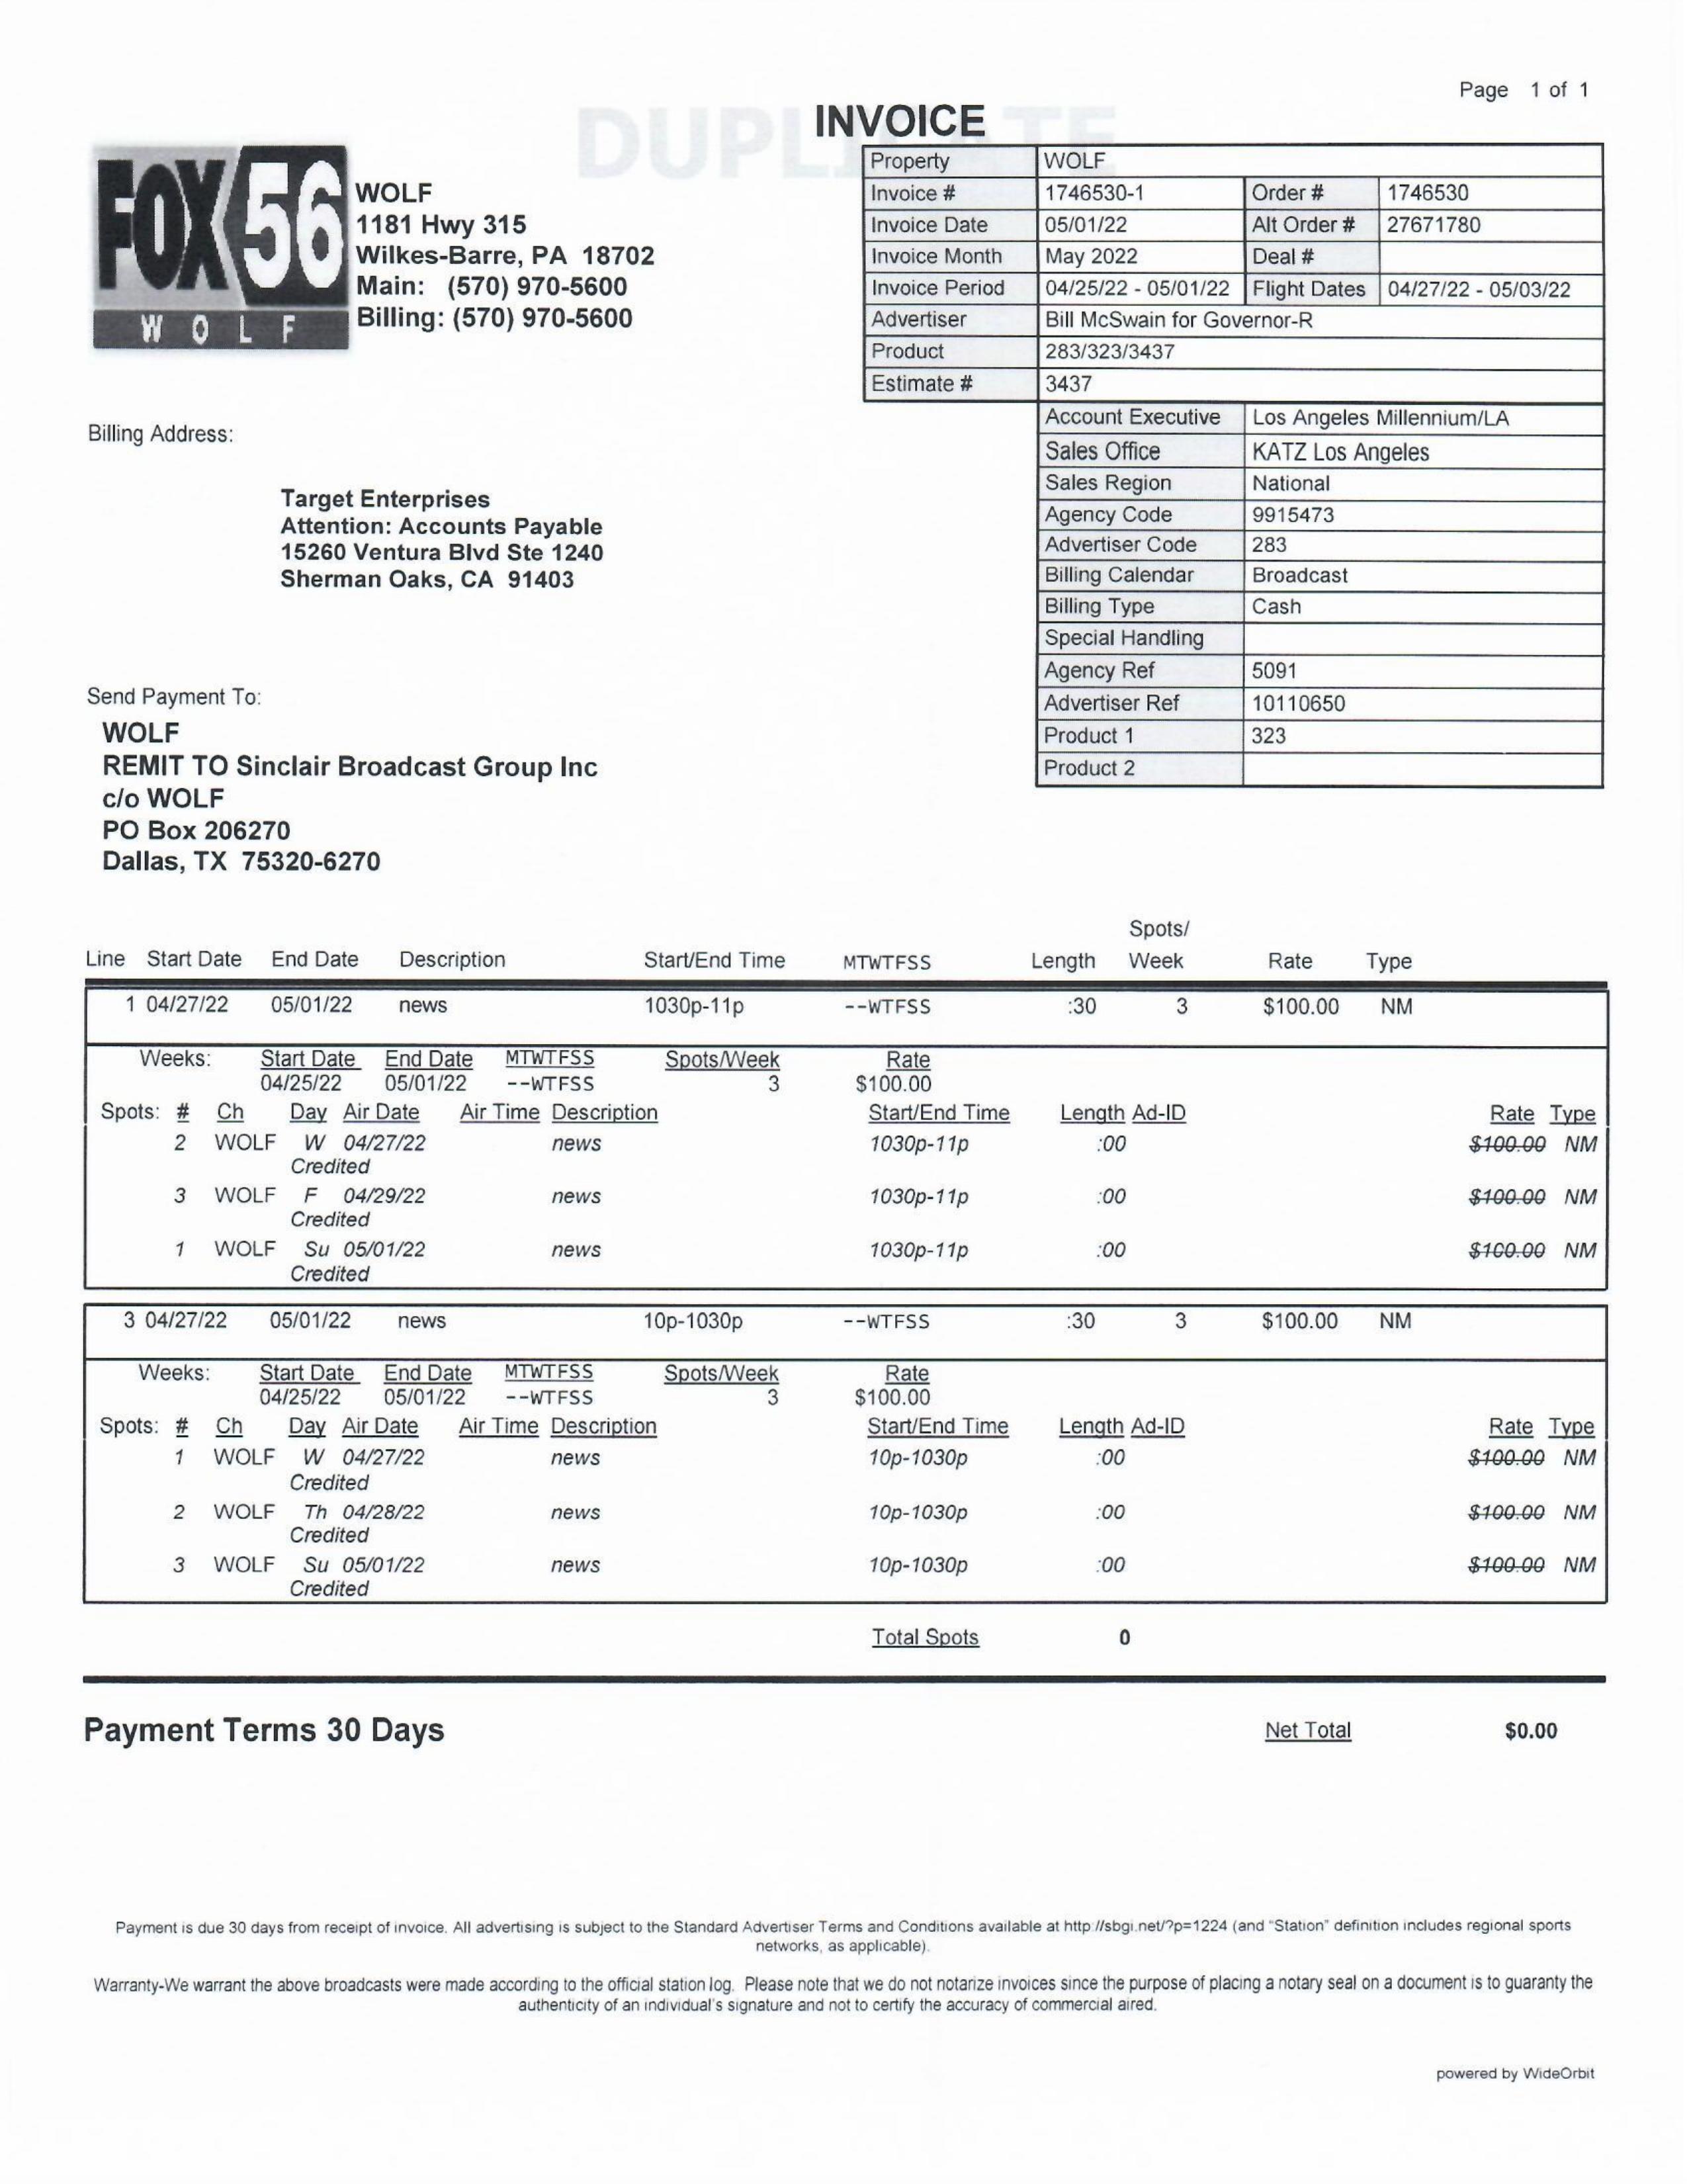 Page 1 of 1
DUPLICATE
INVOICE
FOX 56
WOLF
WOLF
1181 Hwy 315
Wilkes-Barre, PA 18702
Main: (570) 970-5600
Billing: (570) 970-5600
Property WOLF
Invoice # 1746530-1 Order # 1746530
Invoice Date 05/01/22 Alt Order # 27671780
Invoice Month May 2022 Deal #
Invoice Period 04/25/22 - 05/01/22 Flight Dates 04/27/22 - 05/03/22
Advertiser Bill McSwain for Governor-R
Product 283/323/3437
Estimate # 3437
Account Executive Los Angeles Millennium/LA
Sales Office KATZ Los Angeles
Sales Region National
Agency Code 9915473
Advertiser Code 283
Billing Calendar Broadcast
Billing Type Cash
Special Handling
Agency Ref 5091
Advertiser Ref 10110650
Product 1 323
Product 2
Billing Address:
Target Enterprises
Attention: Accounts Payable
15260 Ventura Blvd Ste 1240
Sherman Oaks, CA 91403
Send Payment To:
WOLF
REMIT TO Sinclair Broadcast Group Inc
c/o WOLF
PO Box 206270
Dallas, TX 75320-6270
Spots/
Line Start Date End Date Description Start/End Time MTWTFSS Length Week Rate Type
1 04/27/22 05/01/22 news 1030p-11p --WTFSS :30 3 $100.00 NM
Weeks: Start Date End Date MTWTFSS Spots/Week Rate
04/25/22 05/01/22 --WTFSS 3 $100.00
Spots: # Ch Day Air Date Air Time Description Start/End Time Length Ad-ID Rate Type
2 WOLF W 04/27/22 news 1030p-11p :00 $100.00 NM
Credited
3 WOLF F 04/29/22 news 1030p-11p :00 $100.00 NM
Credited
1 WOLF Su 05/01/22 news 1030p-11p :00 $100.00 NM
Credited
3 04/27/22 05/01/22 news 10p-1030p --WTFSS :30 3 $100.00 NM
Weeks: Start Date End Date MTWTFSS Spots/Week Rate
04/25/22 05/01/22 --WTFSS 3 $100.00
Spots: # Ch Day Air Date Air Time Description Start/End Time Length Ad-ID Rate Type
1 WOLF W 04/27/22 news 10p-1030p :00 $100.00 NM
Credited
2 WOLF Th 04/28/22 news 10p-1030p :00 $100.00 NM
Credited
3 WOLF Su 05/01/22 news 10p-1030p :00 $100.00 NM
Credited
Total Spots 0
Payment Terms 30 Days Net Total $0.00
Payment is due 30 days from receipt of invoice. All advertising is subject to the Standard Advertiser Terms and Conditions available at http://sbgi.net/?p=1224 (and "Station" definition includes regional sports
networks, as applicable).
Warranty-We warrant the above broadcasts were made according to the official station log. Please note that we do not notarize invoices since the purpose of placing a notary seal on a document is to guaranty the
authenticity of an individual's signature and not to certify the accuracy of commercial aired.
powered by WideOrbit